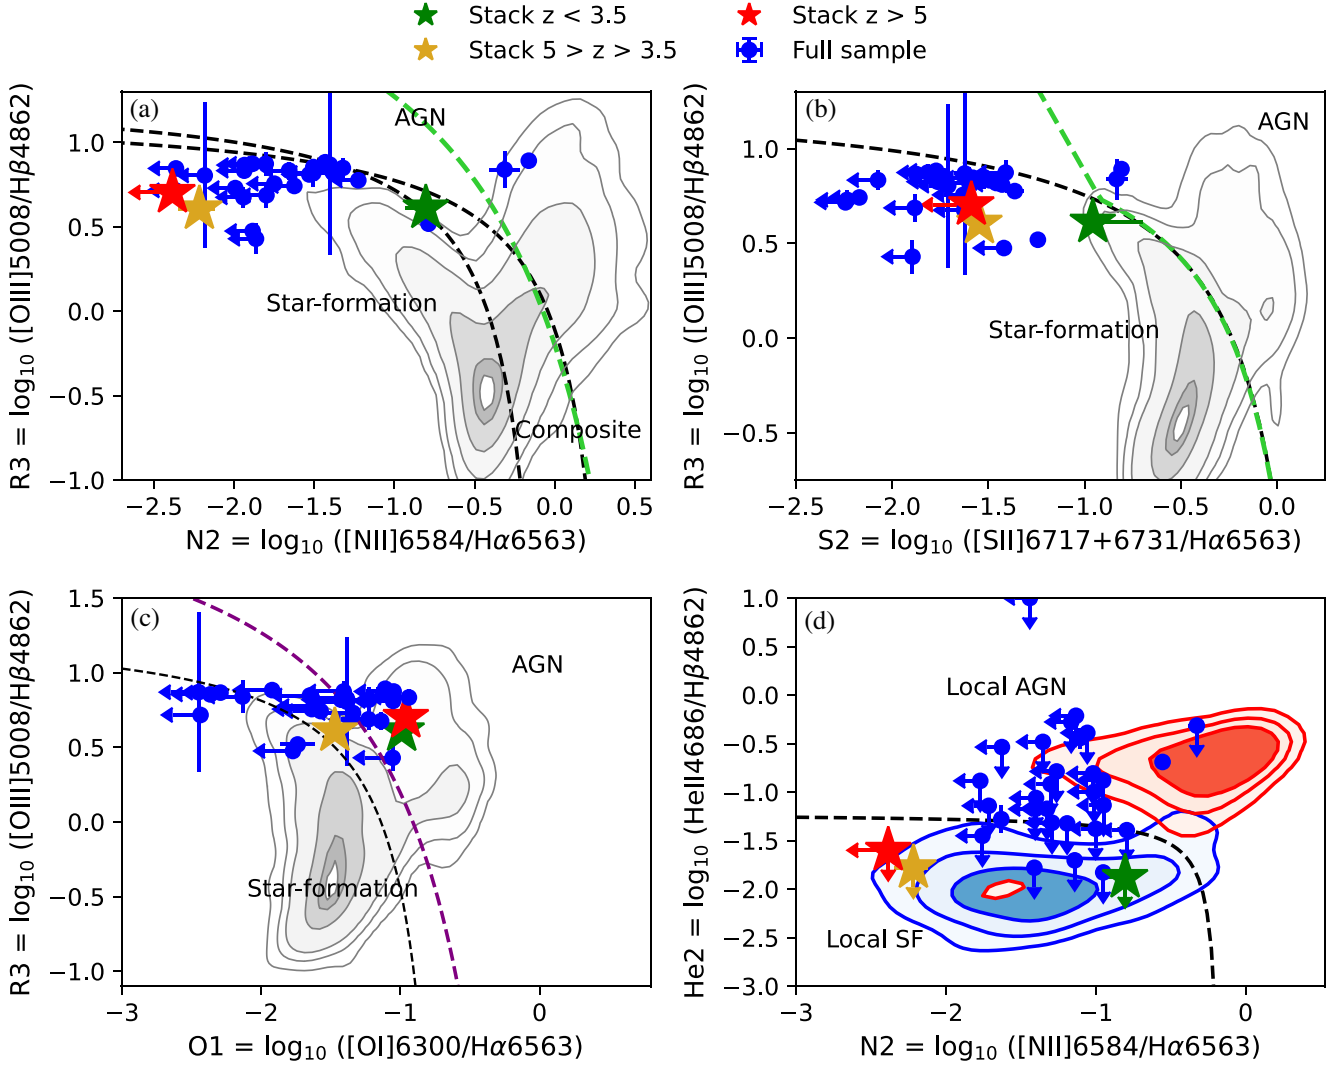 Stack z < 3.5
Stack z > 5
Stack 5 > z > 3.5
Full sample
(a)
AGN
Star-formation
Composite
1.0
0.5
0.0
−0.5
−1.0
−2.5
−2.0
−1.5
−1.0
−0.5
0.0
0.5
R3 = log₁₀ ([OIII]5008/Hβ4862)
N2 = log₁₀ ([NII]6584/Hα6563)
(b)
AGN
Star-formation
1.0
0.5
0.0
−0.5
−2.5
−2.0
−1.5
−1.0
−0.5
0.0
R3 = log₁₀ ([OIII]5008/Hβ4862)
S2 = log₁₀ ([SII]6717+6731/Hα6563)
(c)
AGN
Star-formation
1.5
1.0
0.5
0.0
−0.5
−1.0
−3
−2
−1
0
R3 = log₁₀ ([OIII]5008/Hβ4862)
O1 = log₁₀ ([OI]6300/Hα6563)
(d)
Local AGN
Local SF
1.0
0.5
0.0
−0.5
−1.0
−1.5
−2.0
−2.5
−3.0
−3
−2
−1
0
He2 = log₁₀ (HeII4686/Hβ4862)
N2 = log₁₀ ([NII]6584/Hα6563)